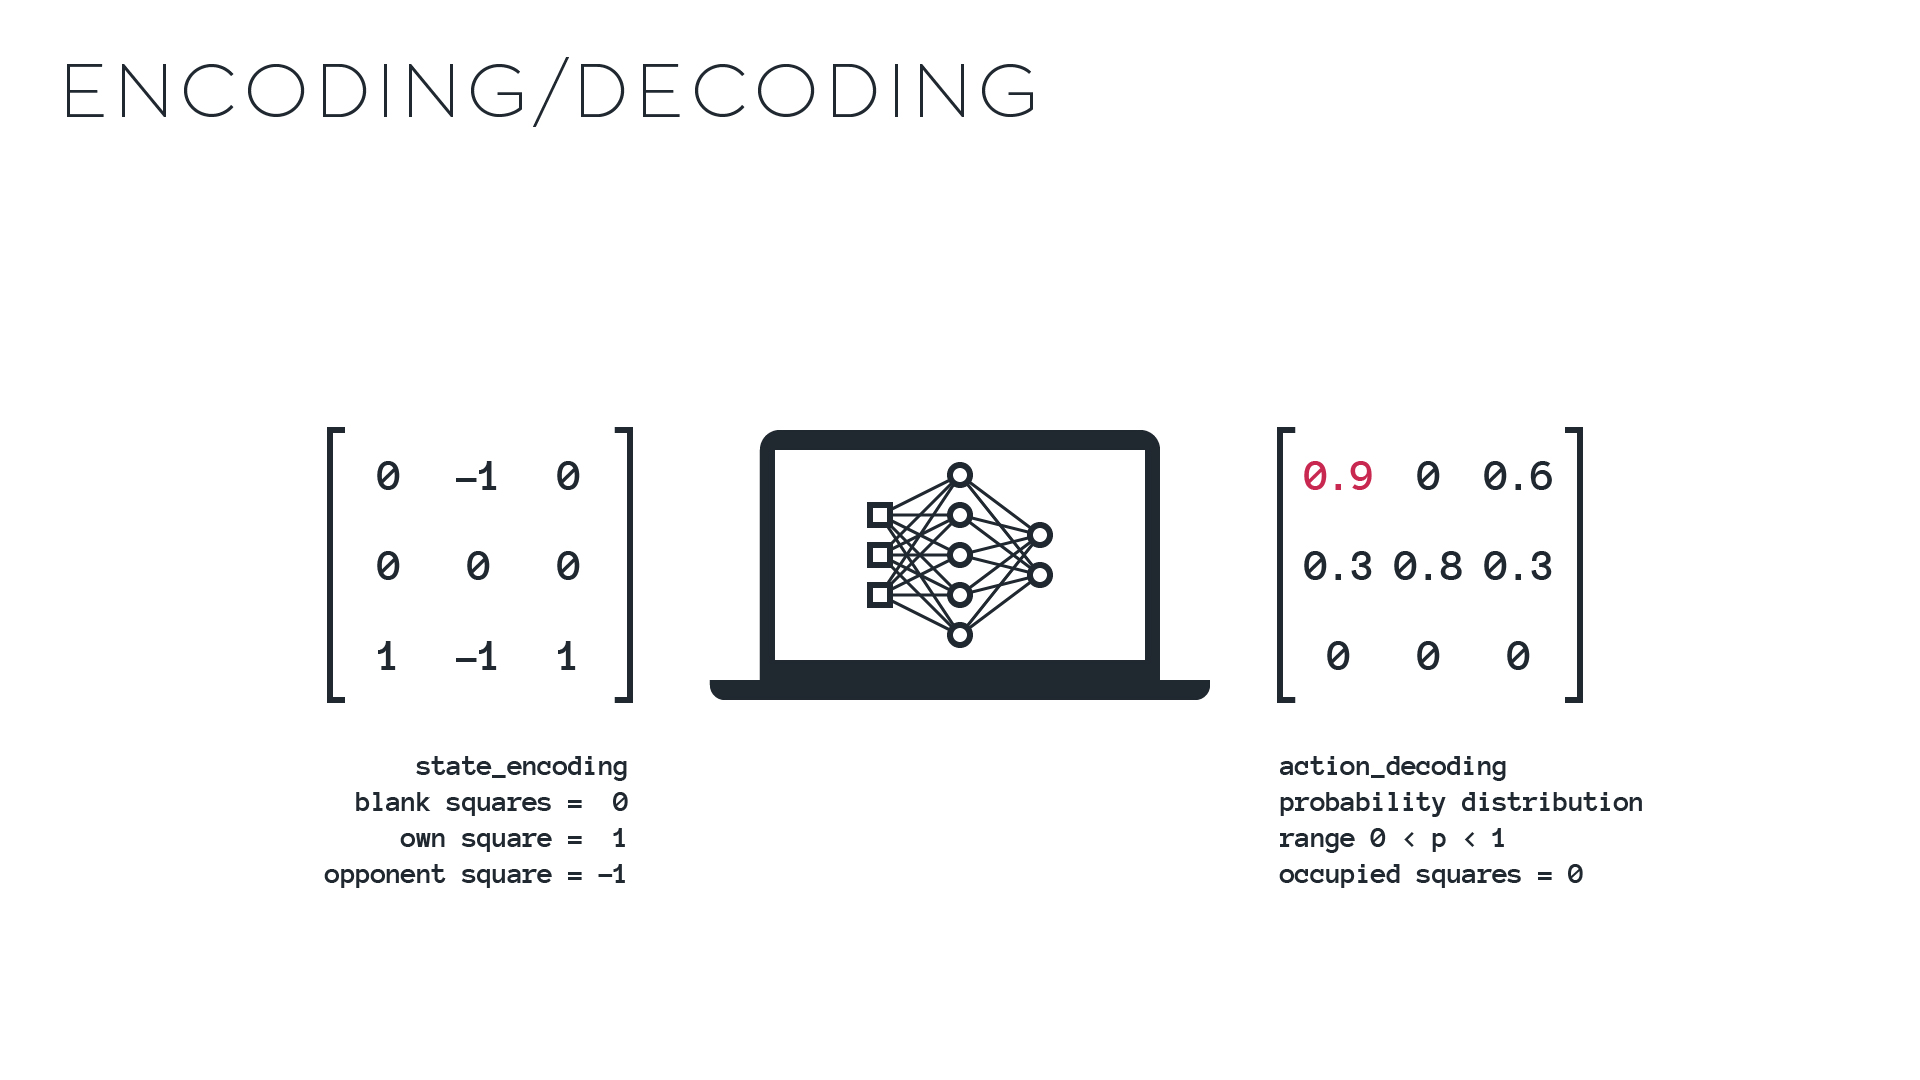 ENCODING/DECODING
0 -1 0
0 0 0
1 -1 1
state_encoding
blank squares = 0
own square = 1
opponent square = -1
0.9 0 0.6
0.3 0.8 0.3
0 0 0
action_decoding
probability distribution
range 0 < p < 1
occupied squares = 0